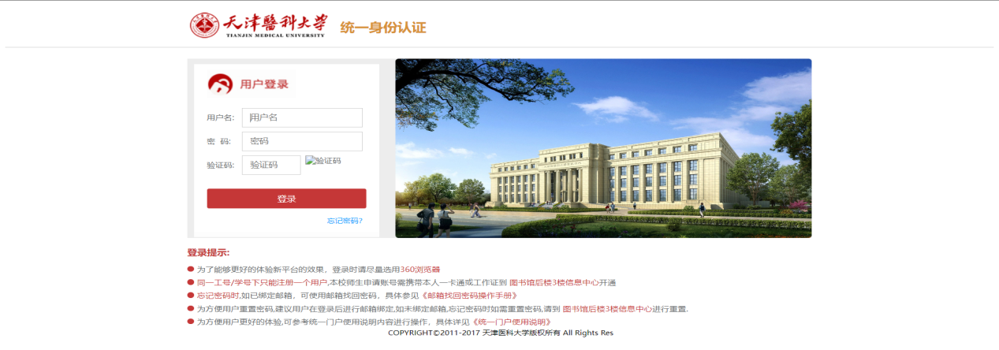 天津醫科大学
TIANJIN MEDICAL UNIVERSITY
统一身份认证
用户登录
用户名: 用户名
密 码: 密码
验证码: 验证码 验证码
登录
忘记密码?
登录提示:
为了能够更好的体验新平台的效果，登录时请尽量选用360浏览器
同一工号/学号下只能注册一个用户,本校师生申请账号需携带本人一卡通或工作证到 图书馆后楼3楼信息中心开通
忘记密码时,如已绑定邮箱，可使用邮箱找回密码，具体参见《邮箱找回密码操作手册》
为方便用户重置密码,建议用户在登录后进行邮箱绑定,如未绑定邮箱,忘记密码时如需重置密码,请到 图书馆后楼3楼信息中心进行重置.
为方便用户更好的体验,可参考统一门户使用说明内容进行操作，具体详见《统一门户使用说明》
COPYRIGHT©2011-2017 天津医科大学版权所有 All Rights Res